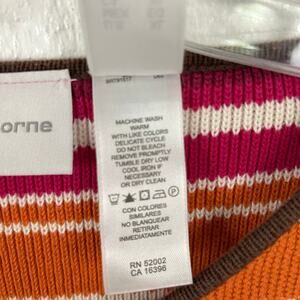 orne
MACHINE WASH
WARM
WITH LIKE COLORS
DELICATE CYCLE
DO NOT BLEACH
REMOVE PROMPTLY
TUMBLE DRY LOW
COOL IRON IF
NECESSARY
OR DRY CLEAN
CON COLORES
SIMILARES
NO BLANQUEAR
RETIRAR
INMEDIATAMENTE
RN 52002
CA 16396